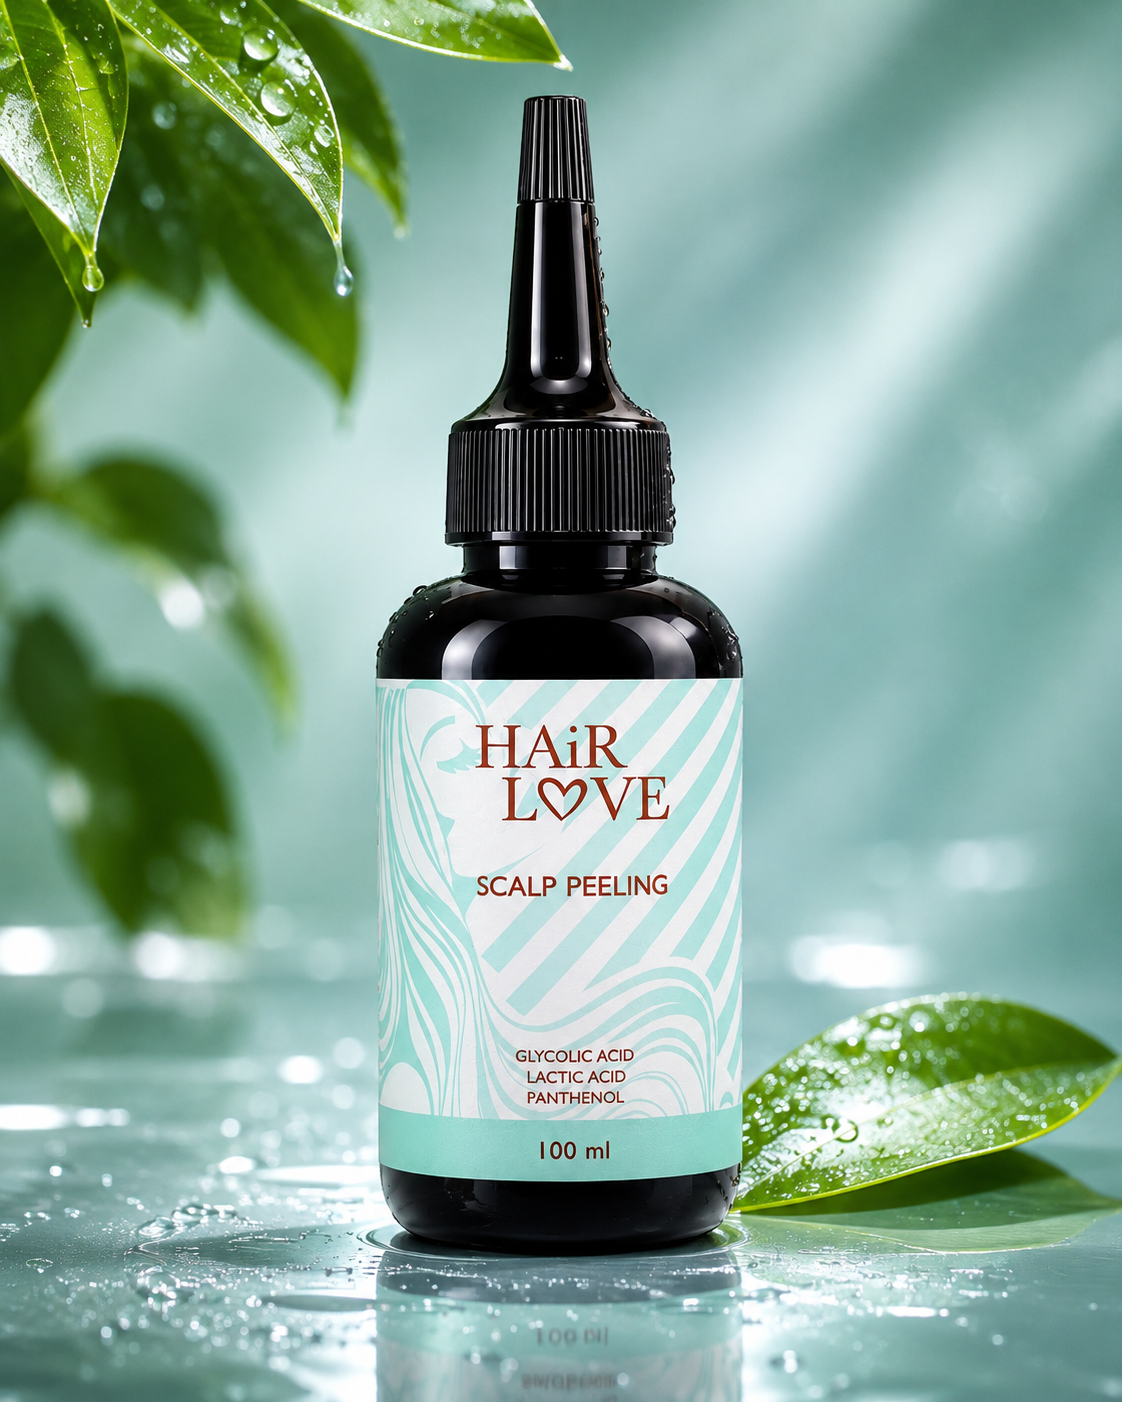 HAiR
LOVE
SCALP PEELING
GLYCOLIC ACID
LACTIC ACID
PANTHENOL
100 ml